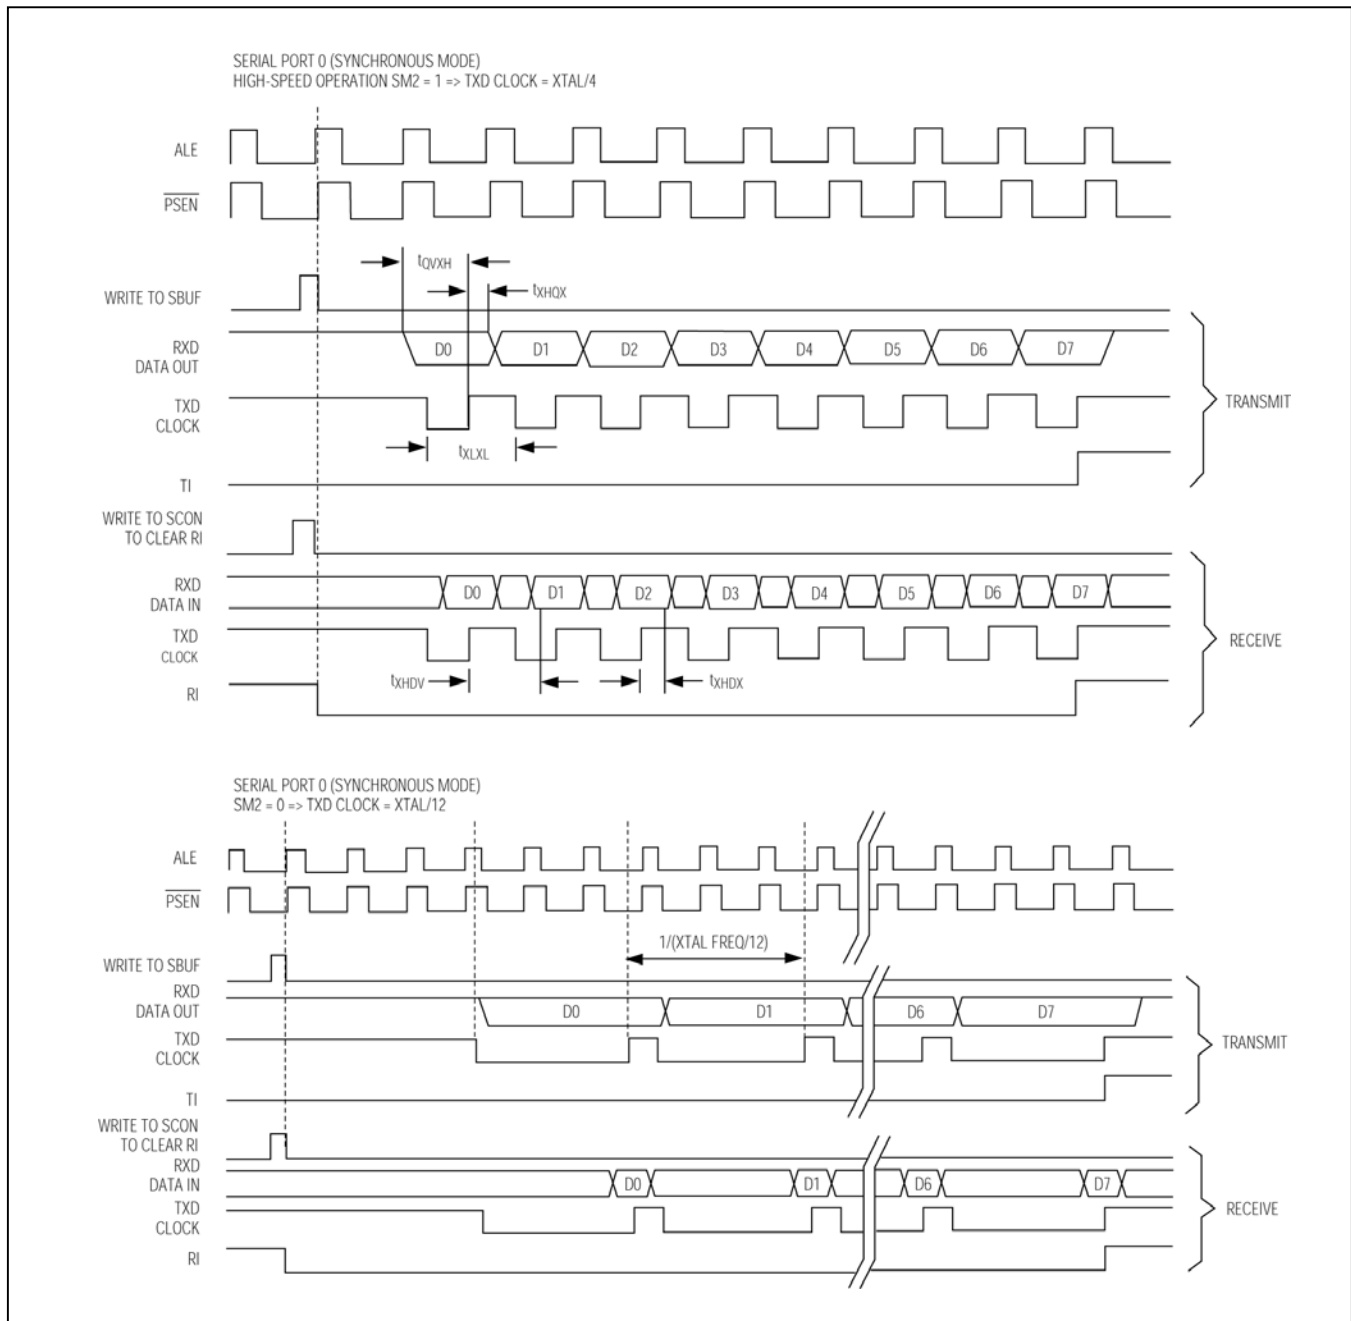 SERIAL PORT 0 (SYNCHRONOUS MODE)
HIGH-SPEED OPERATION SM2 = 1 => TXD CLOCK = XTAL/4
ALE
PSEN
tQVXH
tXHQX
WRITE TO SBUF
RXD
DATA OUT
D0 D1 D2 D3 D4 D5 D6 D7
TXD
CLOCK
TRANSMIT
tXLXL
TI
WRITE TO SCON
TO CLEAR RI
RXD
DATA IN
D0 D1 D2 D3 D4 D5 D6 D7
TXD
CLOCK
RECEIVE
tXHDV
tXHDX
RI
SERIAL PORT 0 (SYNCHRONOUS MODE)
SM2 = 0 => TXD CLOCK = XTAL/12
ALE
PSEN
1/(XTAL FREQ/12)
WRITE TO SBUF
RXD
DATA OUT
D0 D1 D6 D7
TXD
CLOCK
TRANSMIT
TI
WRITE TO SCON
TO CLEAR RI
RXD
DATA IN
D0 D1 D6 D7
TXD
CLOCK
RECEIVE
RI